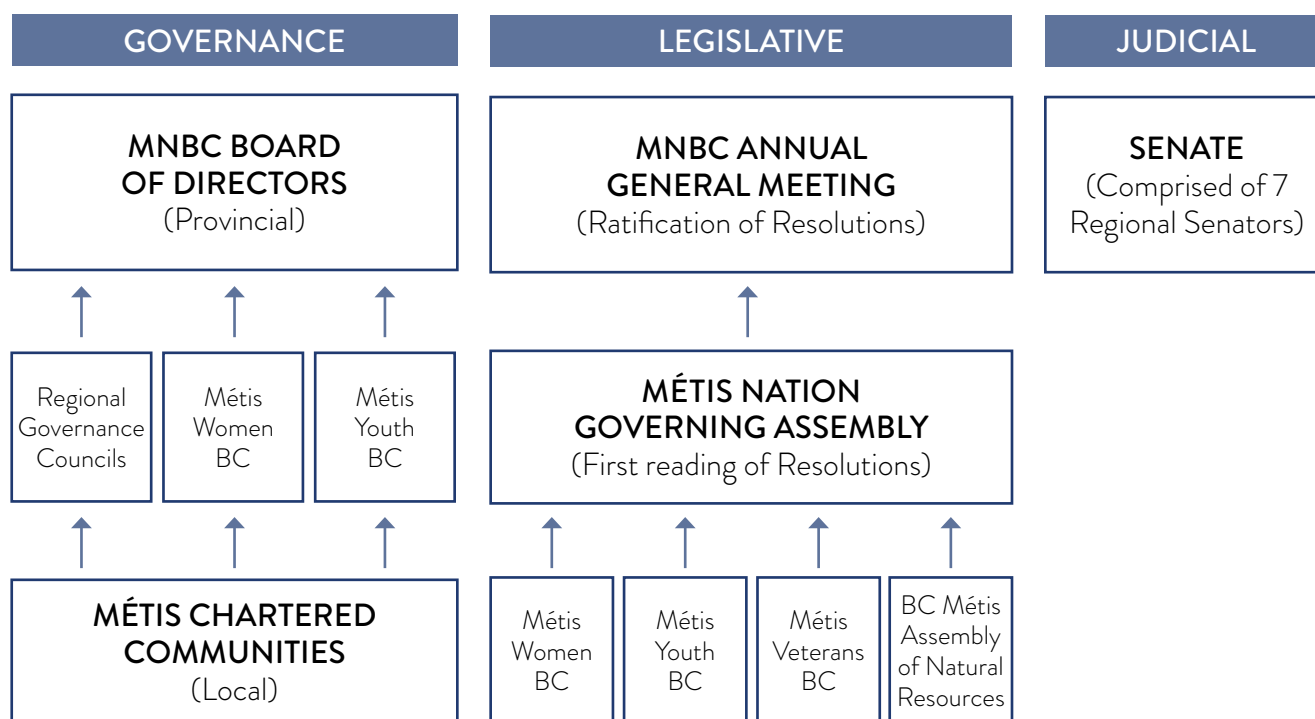 GOVERNANCE
MNBC BOARD
OF DIRECTORS
(Provincial)
Regional
Governance
Councils
Métis
Women
BC
Métis
Youth
BC
MÉTIS CHARTERED
COMMUNITIES
(Local)
LEGISLATIVE
MNBC ANNUAL
GENERAL MEETING
(Ratification of Resolutions)
MÉTIS NATION
GOVERNING ASSEMBLY
(First reading of Resolutions)
Métis
Women
BC
Métis
Youth
BC
Métis
Veterans
BC
BC Métis
Assembly
of Natural
Resources
JUDICIAL
SENATE
(Comprised of 7
Regional Senators)